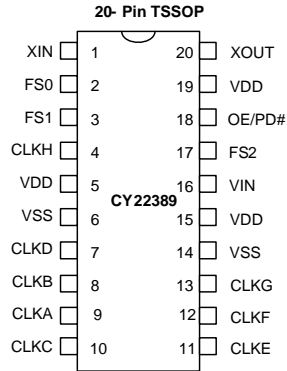 20- Pin TSSOP
XIN 1 20 XOUT
FS0 2 19 VDD
FS1 3 18 OE/PD#
CLKH 4 17 FS2
VDD 5 16 VIN
CY22389
VSS 6 15 VDD
CLKD 7 14 VSS
CLKB 8 13 CLKG
CLKA 9 12 CLKF
CLKC 10 11 CLKE